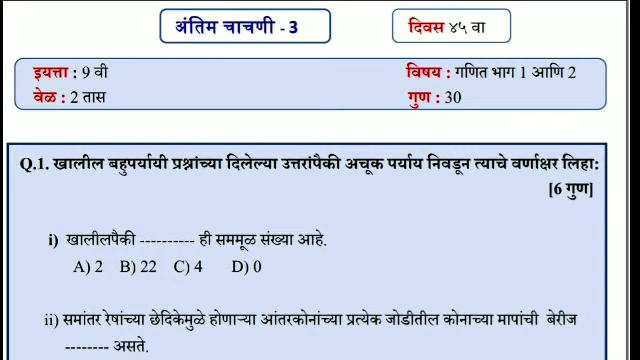 अंतिम चाचणी - 3
दिवस ४५ वा
इयत्ता : 9 वी
विषय : गणित भाग 1 आणि 2
वेळ : 2 तास
गुण : 30
Q.1. खालील बहुपर्यायी प्रश्नांच्या दिलेल्या उत्तरांपैकी अचूक पर्याय निवडून त्याचे वर्णाक्षर लिहा:
[6 गुण]
i) खालीलपैकी ---------- ही सममूळ संख्या आहे.
A) 2 B) 22 C) 4 D) 0
ii) समांतर रेषांच्या छेदिकेमुळे होणाऱ्या आंतरकोनांच्या प्रत्येक जोडीतील कोनाच्या मापांची बेरीज
-------- असते.